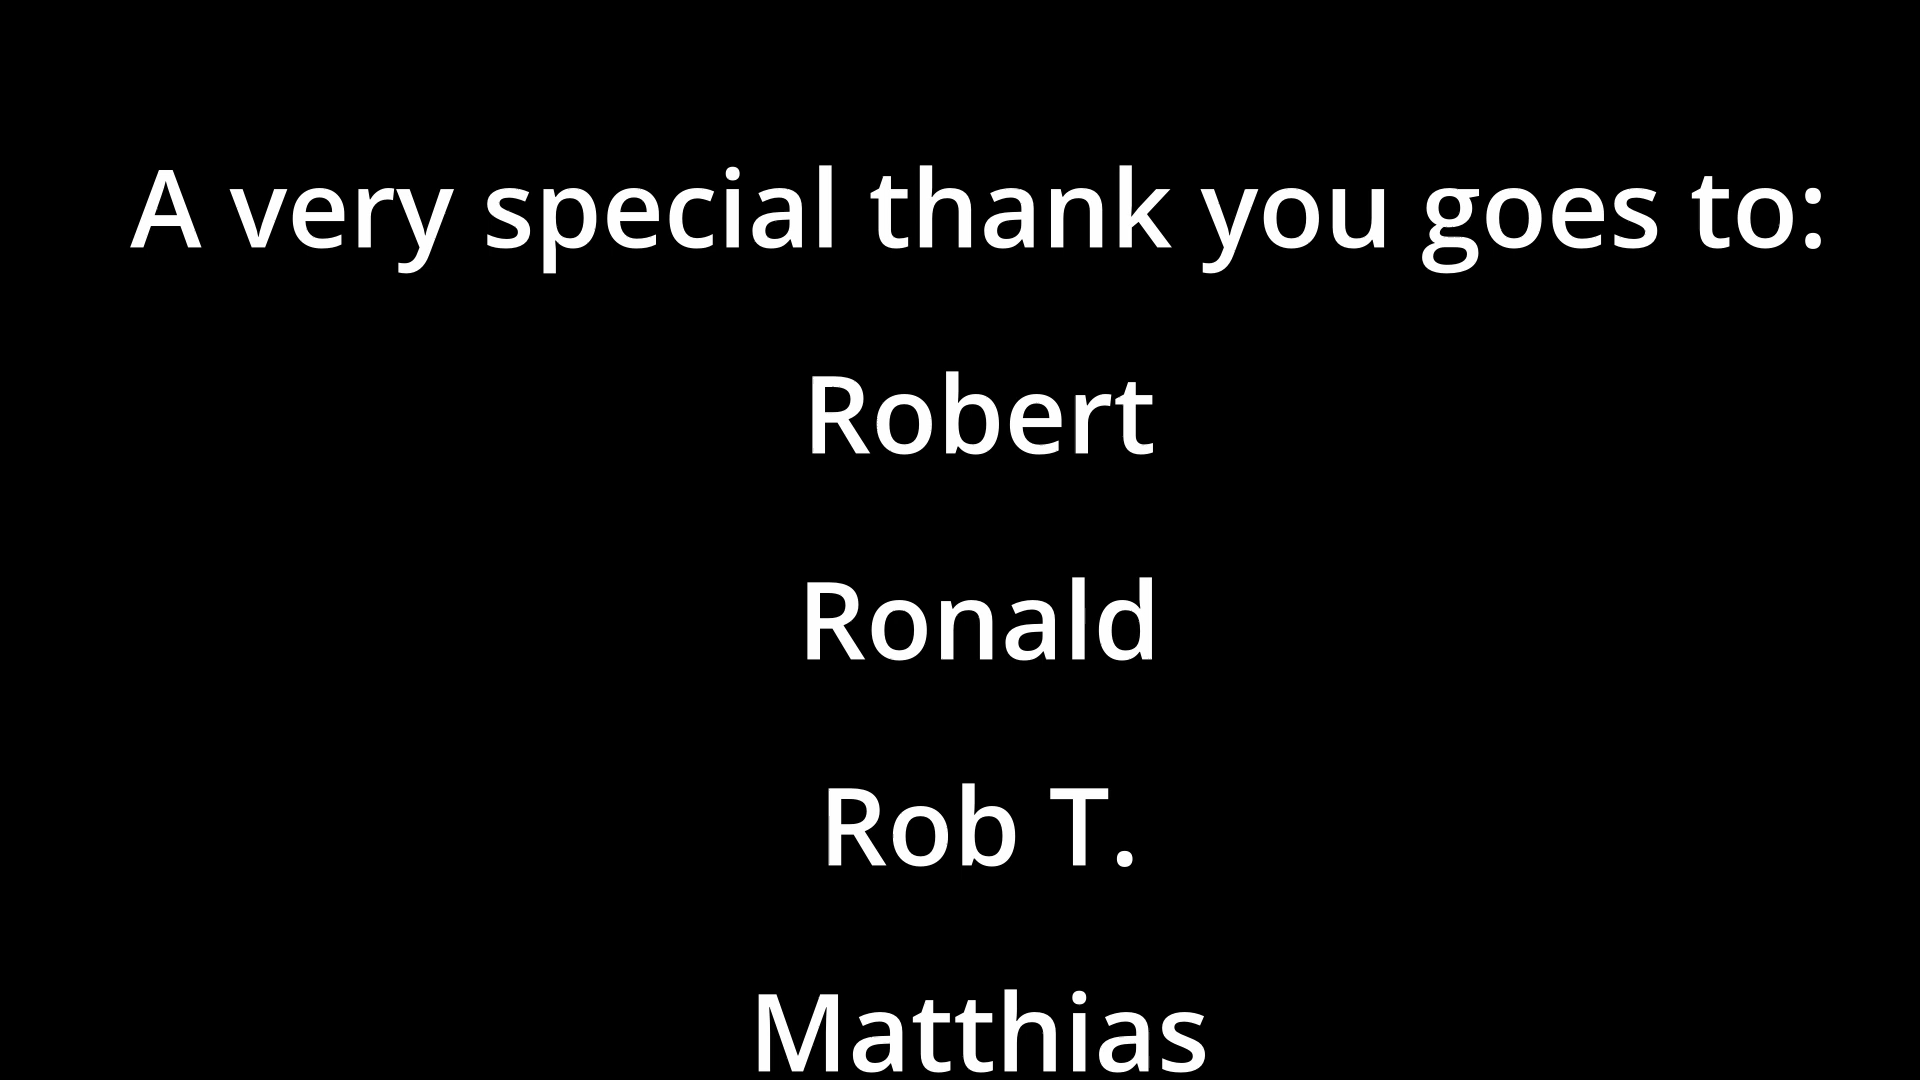 A very special thank you goes to:
Robert
Ronald
Rob T.
Matthias